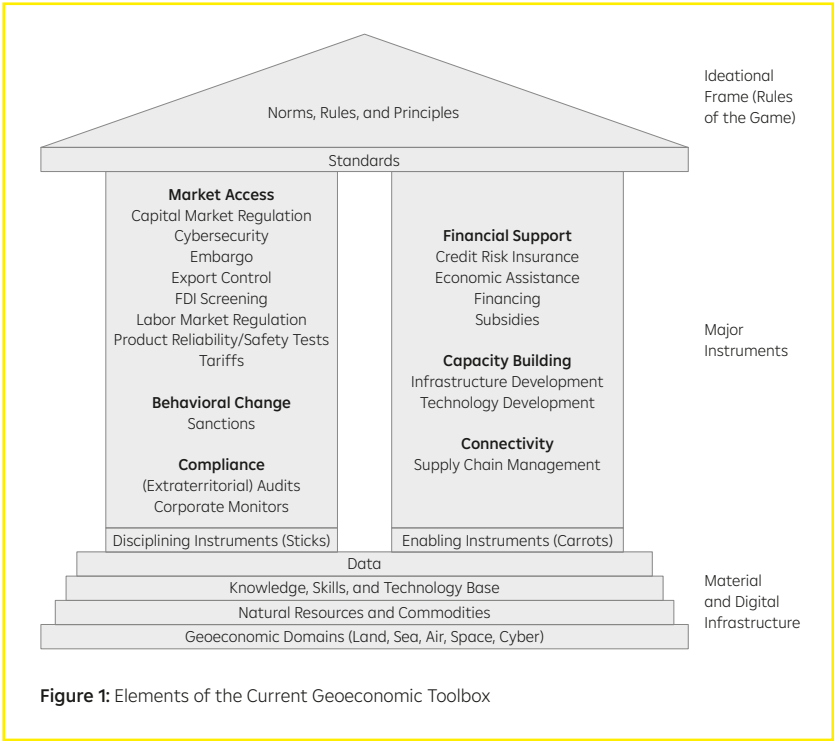 Norms, Rules, and Principles
Ideational
Frame (Rules
of the Game)
Standards
Market Access
Capital Market Regulation
Cybersecurity
Embargo
Export Control
FDI Screening
Labor Market Regulation
Product Reliability/Safety Tests
Tariffs
Behavioral Change
Sanctions
Compliance
(Extraterritorial) Audits
Corporate Monitors
Disciplining Instruments (Sticks)
Financial Support
Credit Risk Insurance
Economic Assistance
Financing
Subsidies
Capacity Building
Infrastructure Development
Technology Development
Connectivity
Supply Chain Management
Enabling Instruments (Carrots)
Major
Instruments
Data
Knowledge, Skills, and Technology Base
Natural Resources and Commodities
Geoeconomic Domains (Land, Sea, Air, Space, Cyber)
Material
and Digital
Infrastructure
Figure 1: Elements of the Current Geoeconomic Toolbox